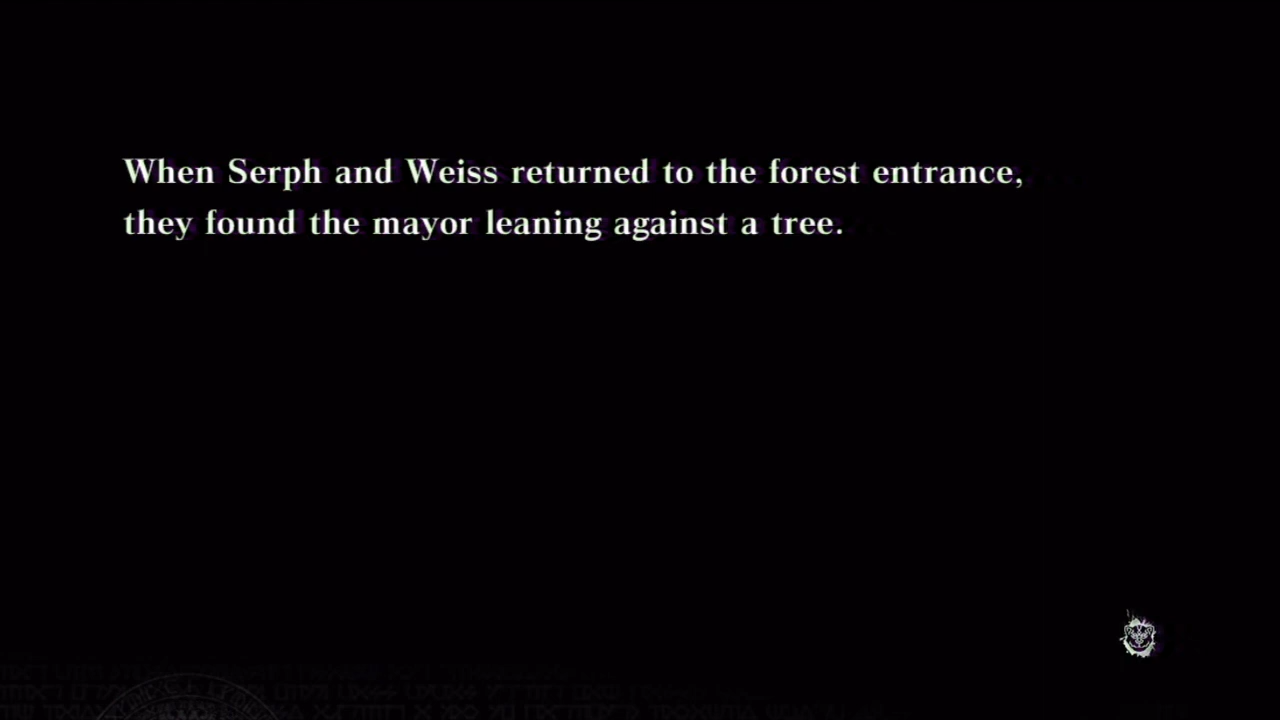 When Serph and Weiss returned to the forest entrance,
they found the mayor leaning against a tree.